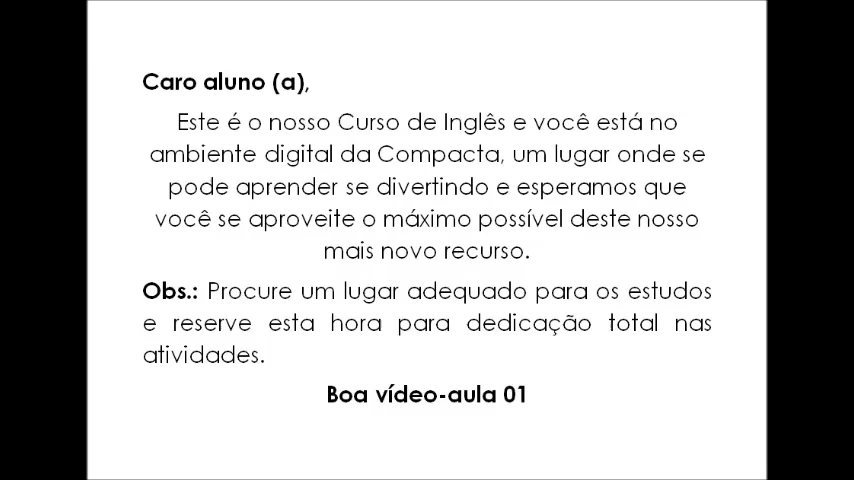 Caro aluno (a),
Este é o nosso Curso de Inglês e você está no
ambiente digital da Compacta, um lugar onde se
pode aprender se divertindo e esperamos que
você se aproveite o máximo possível deste nosso
mais novo recurso.
Obs.: Procure um lugar adequado para os estudos
e reserve esta hora para dedicação total nas
atividades.
Boa vídeo-aula 01